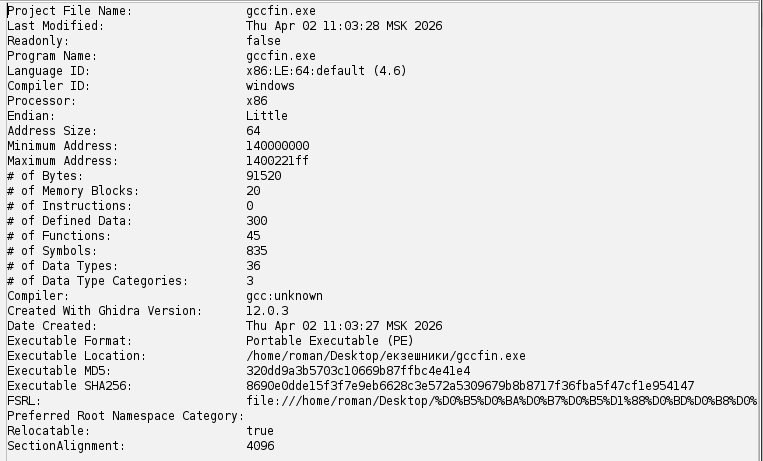 Project File Name: gccfin.exe
Last Modified: Thu Apr 02 11:03:28 MSK 2026
Readonly: false
Program Name: gccfin.exe
Language ID: x86:LE:64:default (4.6)
Compiler ID: windows
Processor: x86
Endian: Little
Address Size: 64
Minimum Address: 140000000
Maximum Address: 1400221ff
# of Bytes: 91520
# of Memory Blocks: 20
# of Instructions: 0
# of Defined Data: 300
# of Functions: 45
# of Symbols: 835
# of Data Types: 36
# of Data Type Categories: 3
Compiler: gcc:unknown
Created With Ghidra Version: 12.0.3
Date Created: Thu Apr 02 11:03:27 MSK 2026
Executable Format: Portable Executable (PE)
Executable Location: /home/roman/Desktop/екзешники/gccfin.exe
Executable MD5: 320dd9a3b5703c10669b87ffbc4e41e4
Executable SHA256: 8690e0dde15f3f7e9eb6628c3e572a5309679b8b8717f36fba5f47cf1e954147
FSRL: file:///home/roman/Desktop/%D0%B5%D0%BA%D0%B7%D0%B5%D1%88%D0%BD%D0%B8%D0%
Preferred Root Namespace Category:
Relocatable: true
SectionAlignment: 4096